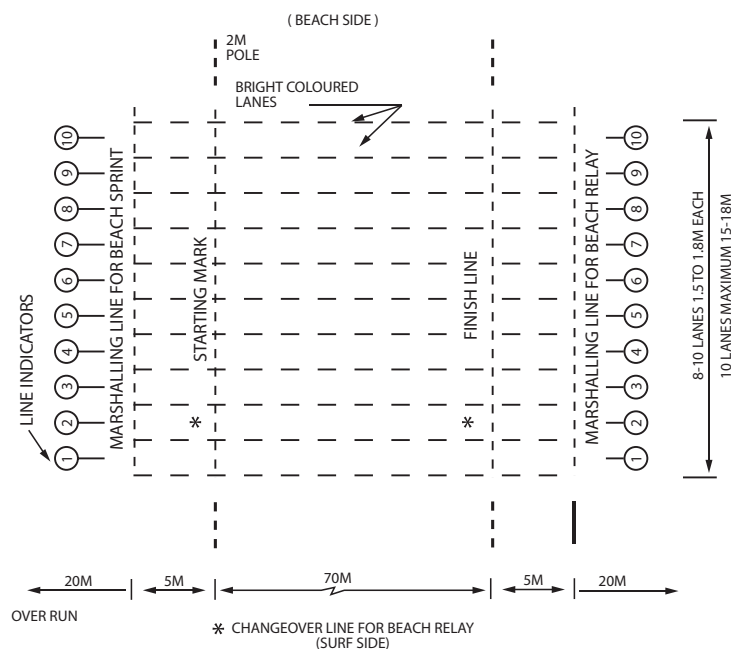 ( BEACH SIDE )
2M
POLE
BRIGHT COLOURED
LANES
10
9
8
7
6
5
4
3
2
1
LINE INDICATORS
MARSHALLING LINE FOR BEACH SPRINT
STARTING MARK
*
FINISH LINE
*
MARSHALLING LINE FOR BEACH RELAY
10
9
8
7
6
5
4
3
2
1
8-10 LANES 1.5 TO 1.8M EACH
10 LANES MAXIMUM 15-18M
20M
5M
70M
5M
20M
OVER RUN
* CHANGEOVER LINE FOR BEACH RELAY
(SURF SIDE)